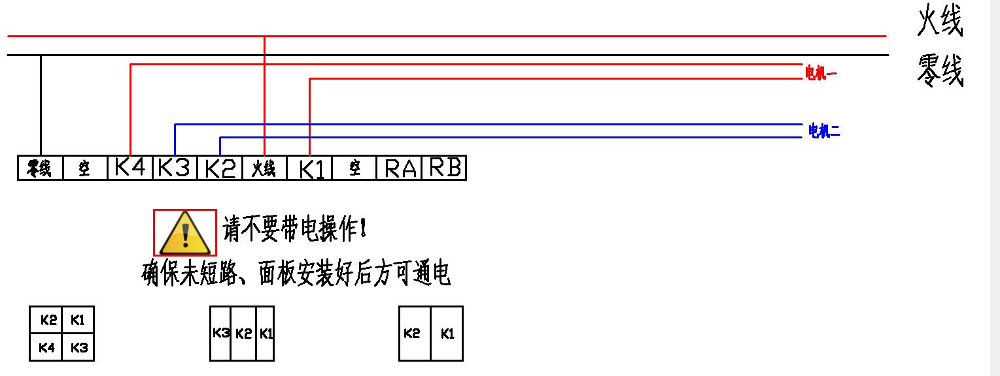 火线
零线
电机一
电机二
零线 空 K4 K3 K2 火线 K1 空 RA RB
请不要带电操作!
确保未短路、面板安装好后方可通电
K2 K1 K3 K2 K1 K2 K1
K4 K3